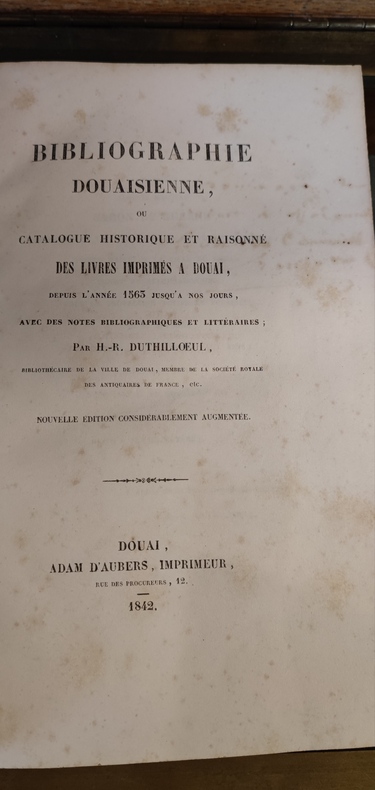 BIBLIOGRAPHIE
DOUAISIENNE,
OU
CATALOGUE HISTORIQUE ET RAISONNÉ
DES LIVRES IMPRIMÉS A DOUAI,
DEPUIS L'ANNÉE 1563 JUSQU'A NOS JOURS,
AVEC DES NOTES BIBLIOGRAPHIQUES ET LITTÉRAIRES;
PAR H.-R. DUTHILLŒUL,
BIBLIOTHÉCAIRE DE LA VILLE DE DOUAI, MEMBRE DE LA SOCIÉTÉ ROYALE
DES ANTIQUAIRES DE FRANCE, etc.
NOUVELLE EDITION CONSIDÉRABLEMENT AUGMENTÉE.
DOUAI,
ADAM D'AUBERS, IMPRIMEUR,
RUE DES PROCUREURS, 12.
1842.